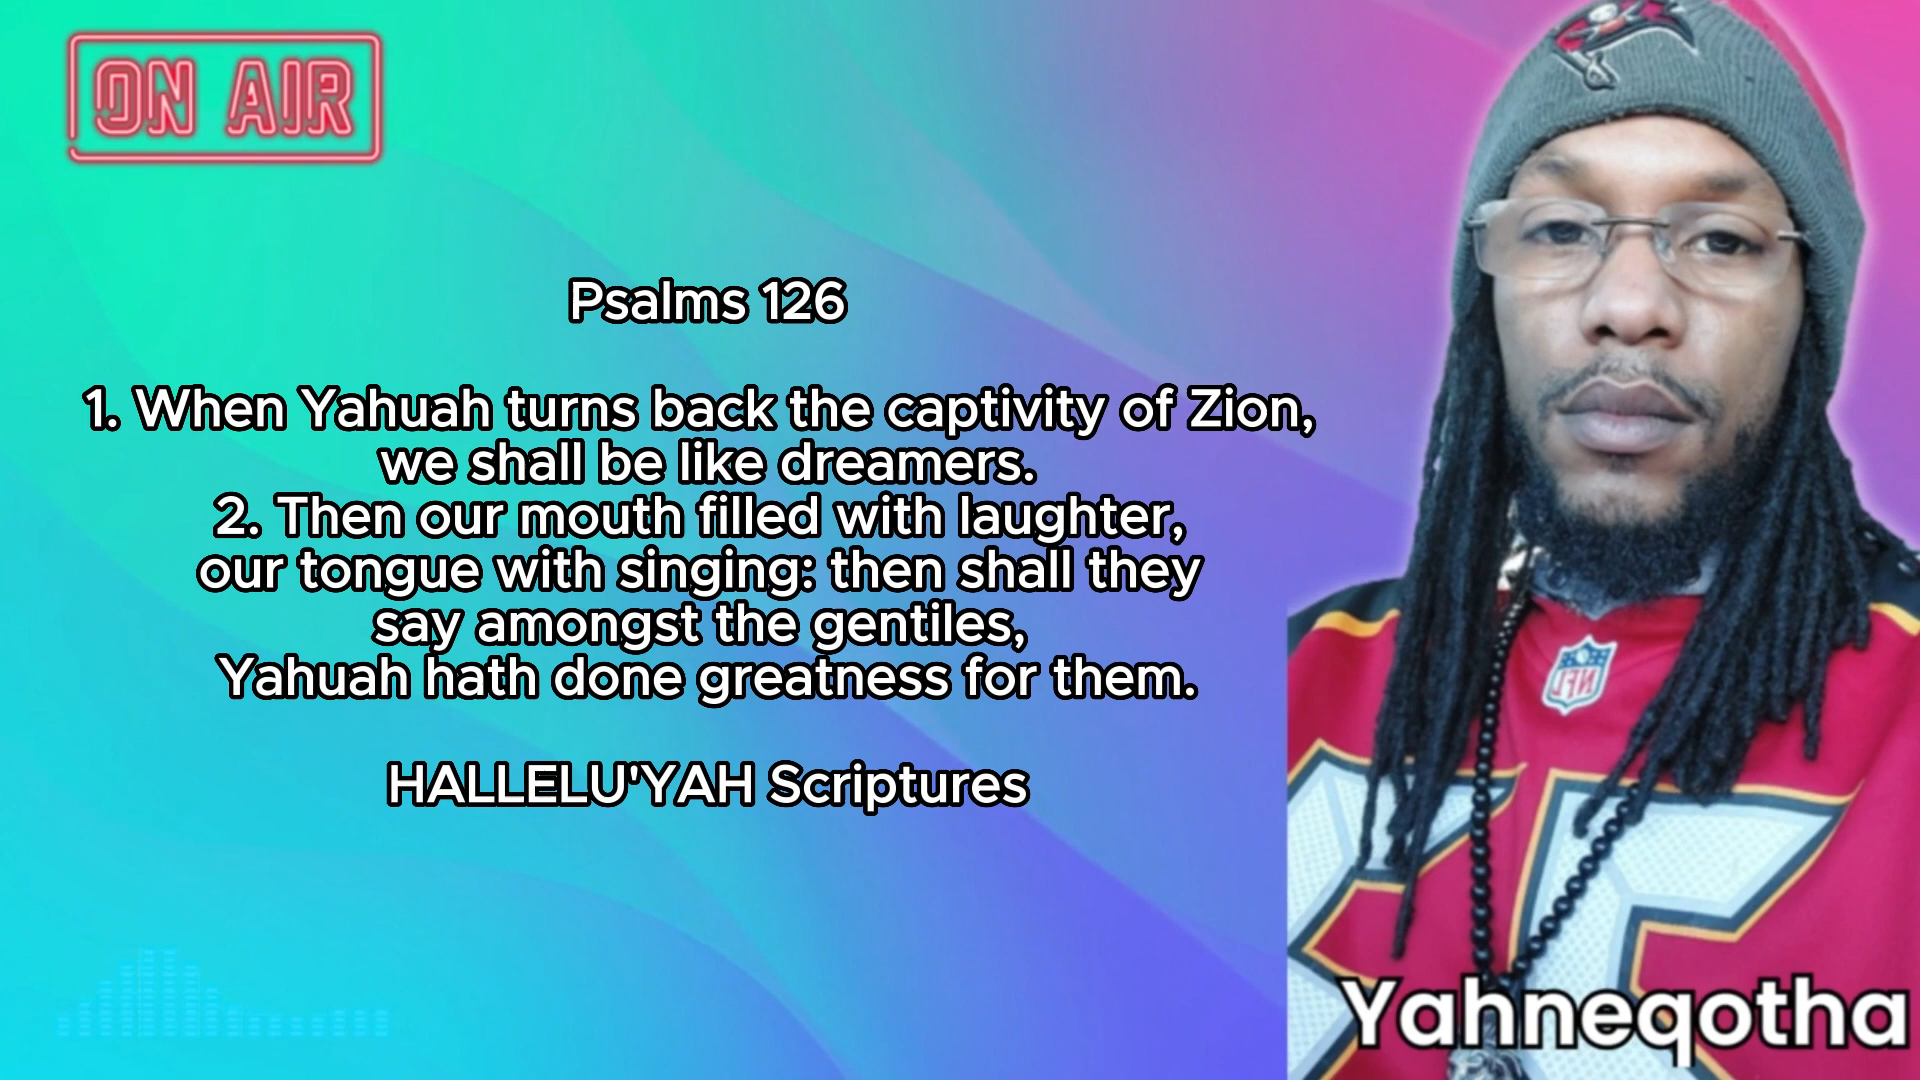 ON AIR
Psalms 126
1. When Yahuah turns back the captivity of Zion,
we shall be like dreamers.
2. Then our mouth filled with laughter,
our tongue with singing: then shall they
say amongst the gentiles,
Yahuah hath done greatness for them.
HALLELU'YAH Scriptures
NFL
Yahneqotha